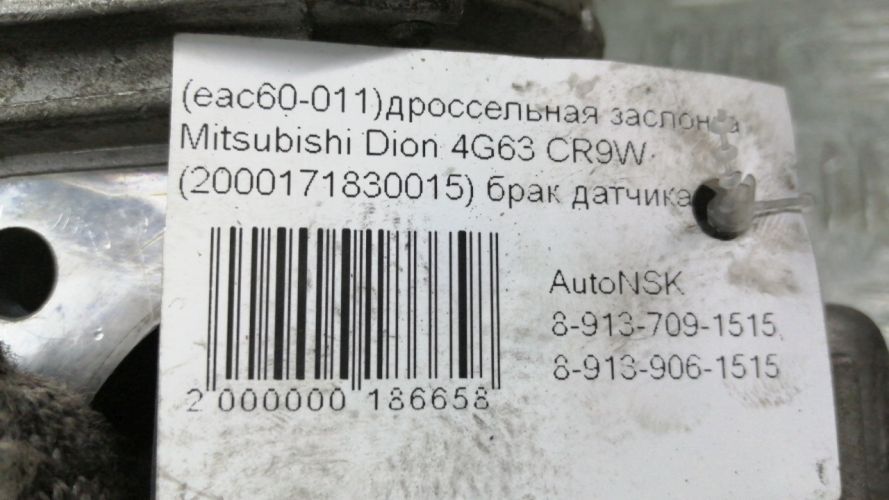 (eac60-011)дроссельная заслонка
Mitsubishi Dion 4G63 CR9W
(2000171830015) брак датчика
AutoNSK
8-913-709-1515
8-913-906-1515
2 000000 186658